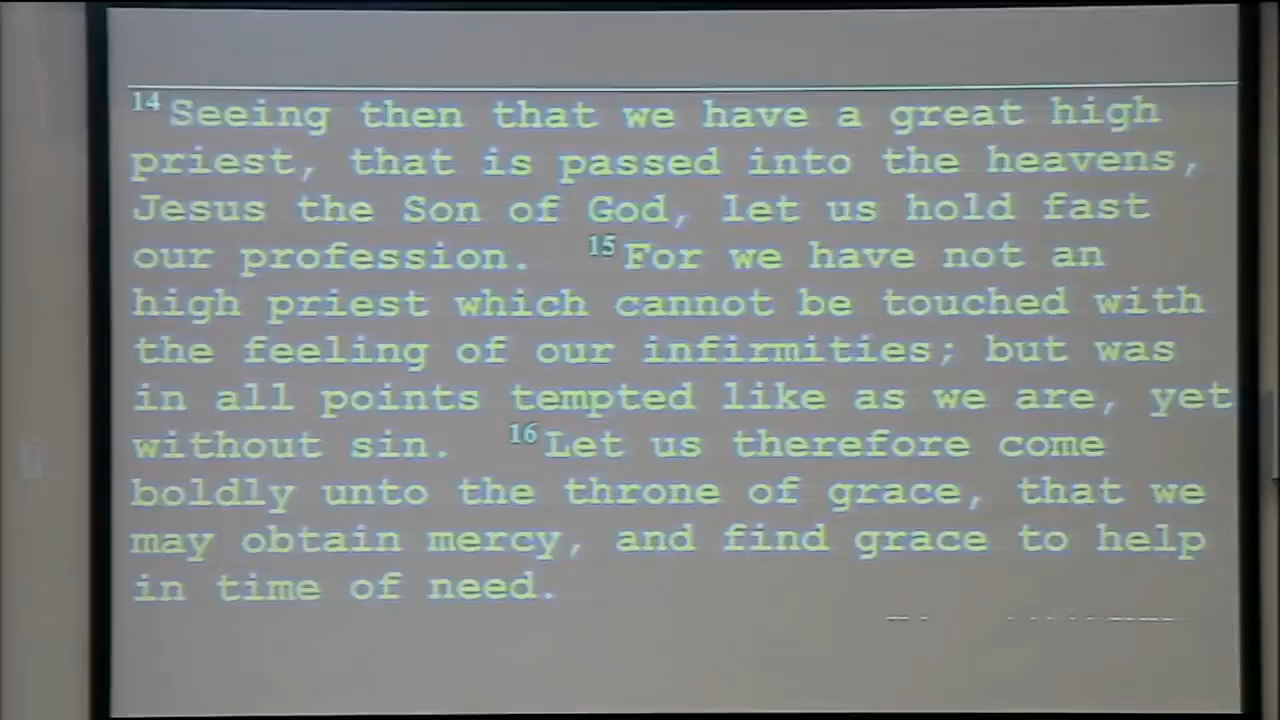 14 Seeing then that we have a great high
priest, that is passed into the heavens,
Jesus the Son of God, let us hold fast
our profession. 15 For we have not an
high priest which cannot be touched with
the feeling of our infirmities; but was
in all points tempted like as we are, yet
without sin. 16 Let us therefore come
boldly unto the throne of grace, that we
may obtain mercy, and find grace to help
in time of need.